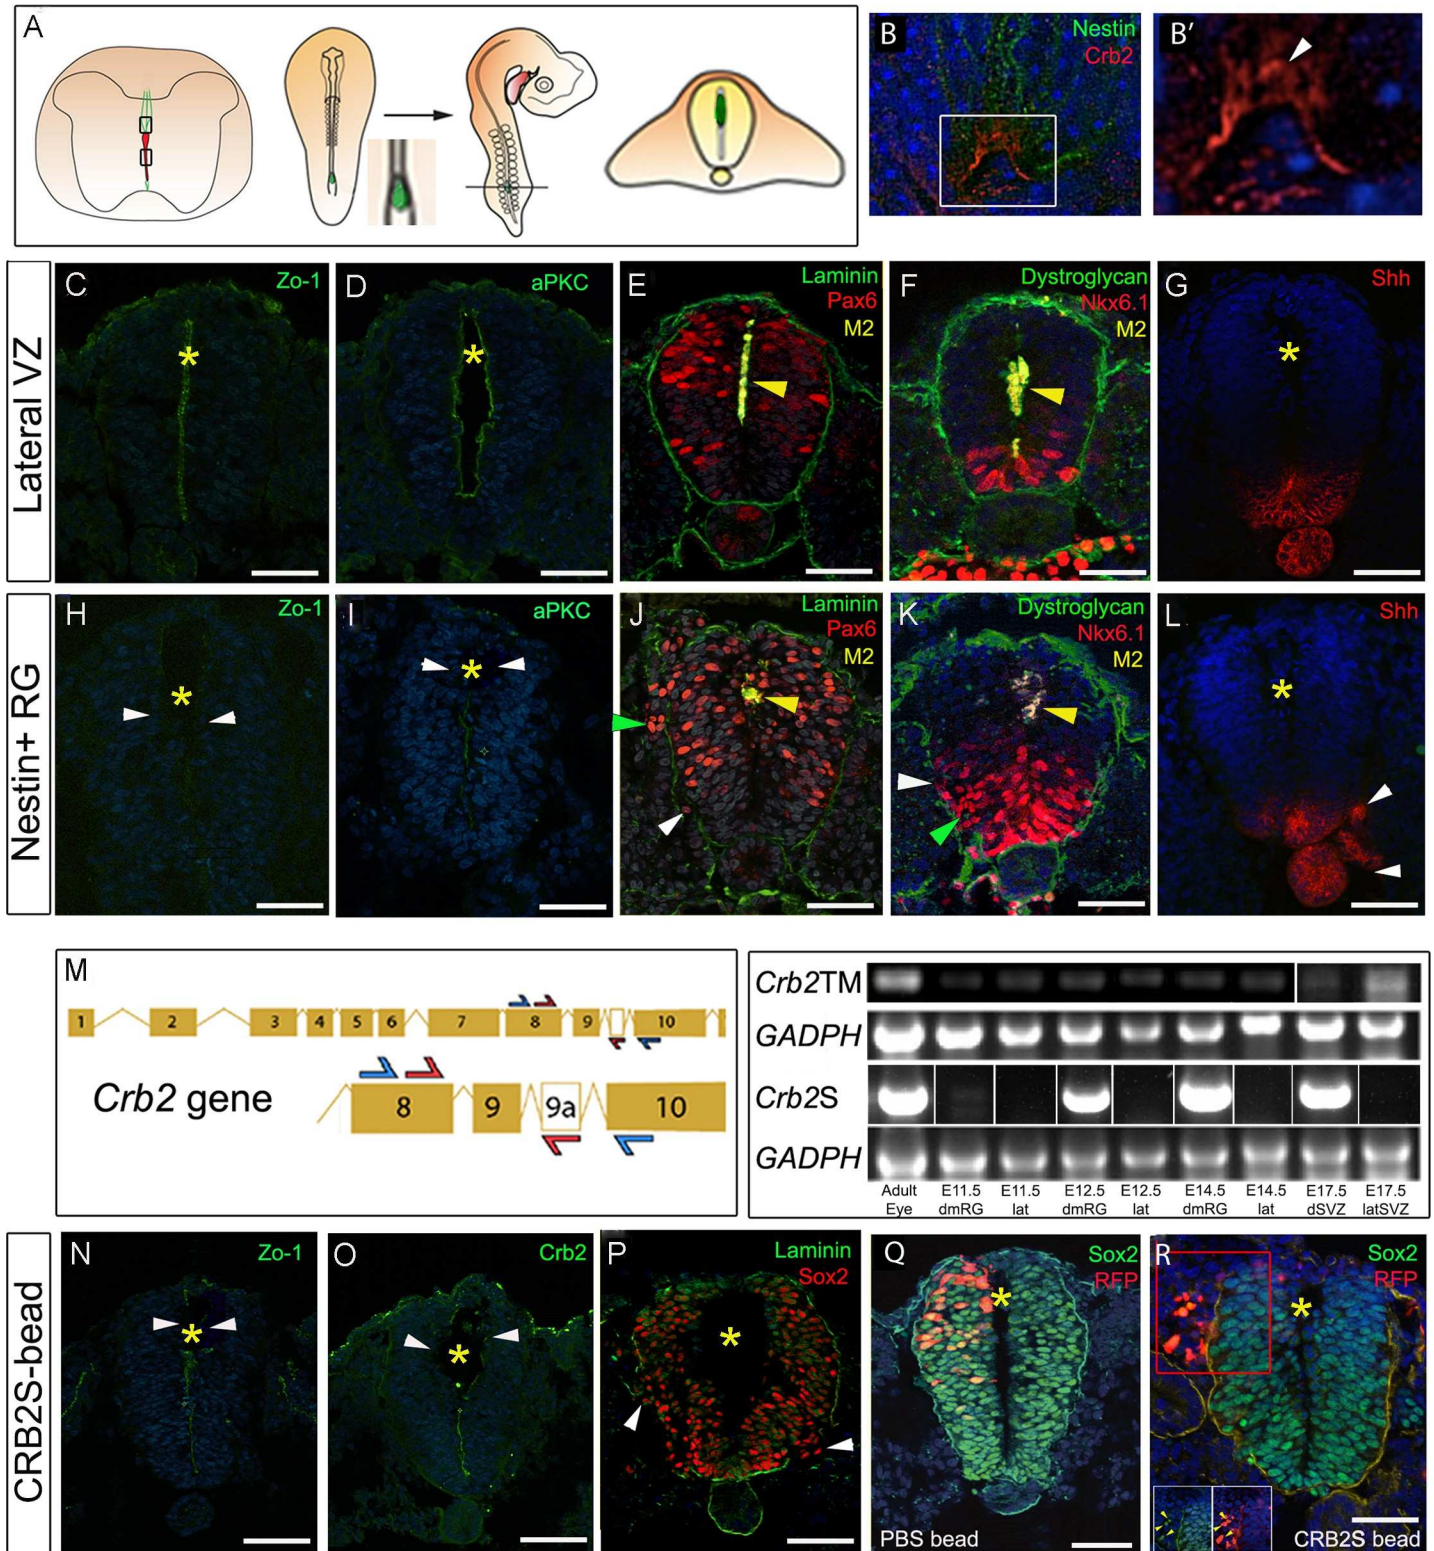 A
B
Nestin
Crb2
B′
Lateral VZ
C
Zo-1
D
aPKC
E
Laminin
Pax6
M2
F
Dystroglycan
Nkx6.1
M2
G
Shh
Nestin+ RG
H
Zo-1
I
aPKC
J
Laminin
Pax6
M2
K
Dystroglycan
Nkx6.1
M2
L
Shh
M
1 2 3 4 5 6 7 8 9 10
Crb2 gene
8 9 9a 10
Crb2TM
GADPH
Crb2S
GADPH
Adult E11.5 E11.5 E12.5 E12.5 E14.5 E14.5 E17.5 E17.5
Eye dmRG lat dmRG lat dmRG lat dSVZ latSVZ
CRB2S-bead
N
Zo-1
O
Crb2
P
Laminin
Sox2
Q
Sox2
RFP
PBS bead
R
Sox2
RFP
CRB2S bead